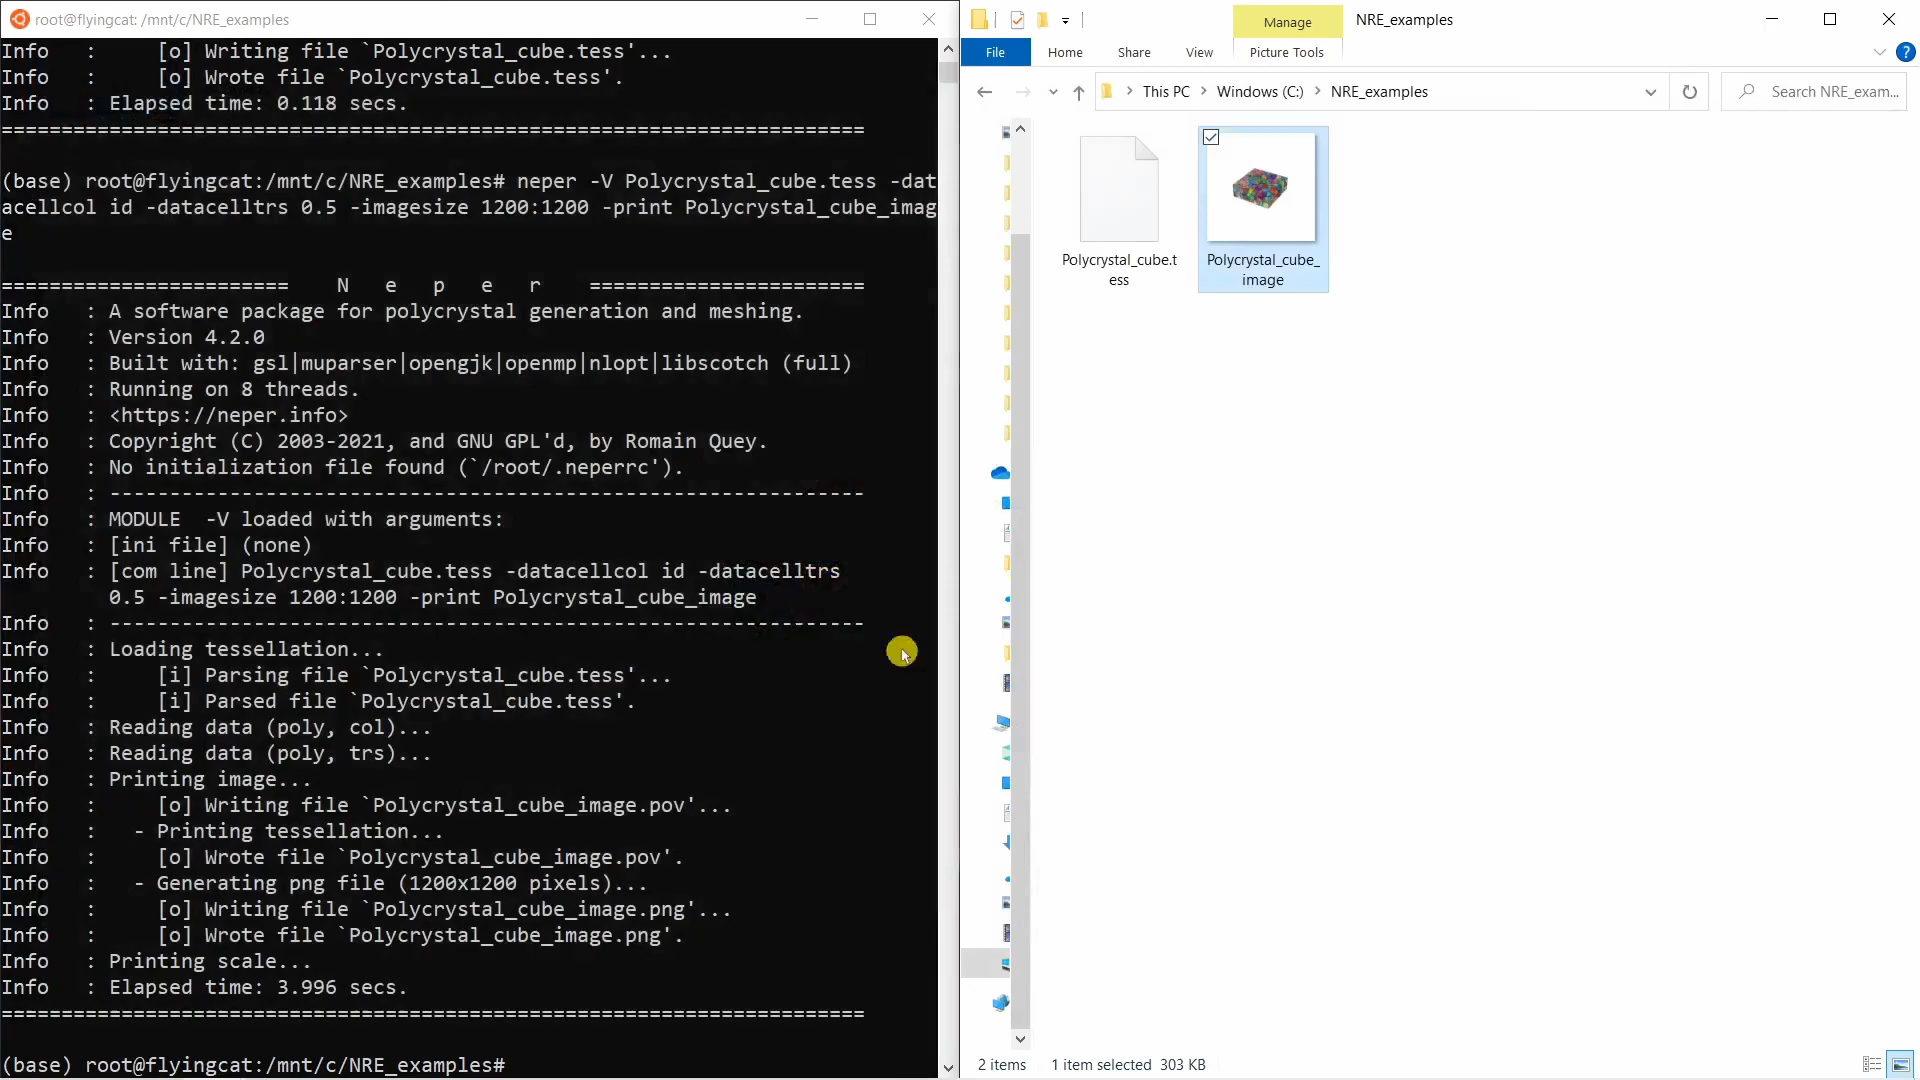 root@flyingcat: /mnt/c/NRE_examples
Info   :     [o] Writing file `Polycrystal_cube.tess'...
Info   :     [o] Wrote file `Polycrystal_cube.tess'.
Info   : Elapsed time: 0.118 secs.
========================================================================
(base) root@flyingcat:/mnt/c/NRE_examples# neper -V Polycrystal_cube.tess -dat
acellcol id -datacelltrs 0.5 -imagesize 1200:1200 -print Polycrystal_cube_imag
e
========================    N   e   p   e   r    =======================
Info   : A software package for polycrystal generation and meshing.
Info   : Version 4.2.0
Info   : Built with: gsl|muparser|opengjk|openmp|nlopt|libscotch (full)
Info   : Running on 8 threads.
Info   : <https://neper.info>
Info   : Copyright (C) 2003-2021, and GNU GPL'd, by Romain Quey.
Info   : No initialization file found (`/root/.neperrc').
Info   : ---------------------------------------------------------------
Info   : MODULE  -V loaded with arguments:
Info   : [ini file] (none)
Info   : [com line] Polycrystal_cube.tess -datacellcol id -datacelltrs
0.5 -imagesize 1200:1200 -print Polycrystal_cube_image
Info   : ---------------------------------------------------------------
Info   : Loading tessellation...
Info   :     [i] Parsing file `Polycrystal_cube.tess'...
Info   :     [i] Parsed file `Polycrystal_cube.tess'.
Info   : Reading data (poly, col)...
Info   : Reading data (poly, trs)...
Info   : Printing image...
Info   :     [o] Writing file `Polycrystal_cube_image.pov'...
Info   :   - Printing tessellation...
Info   :     [o] Wrote file `Polycrystal_cube_image.pov'.
Info   :   - Generating png file (1200x1200 pixels)...
Info   :     [o] Writing file `Polycrystal_cube_image.png'...
Info   :     [o] Wrote file `Polycrystal_cube_image.png'.
Info   : Printing scale...
Info   : Elapsed time: 3.996 secs.
========================================================================
(base) root@flyingcat:/mnt/c/NRE_examples#
Manage
NRE_examples
File
Home
Share
View
Picture Tools
?
This PC
Windows (C:)
NRE_examples
Search NRE_exam...
Polycrystal_cube.t
ess
Polycrystal_cube_
image
2 items
1 item selected
303 KB